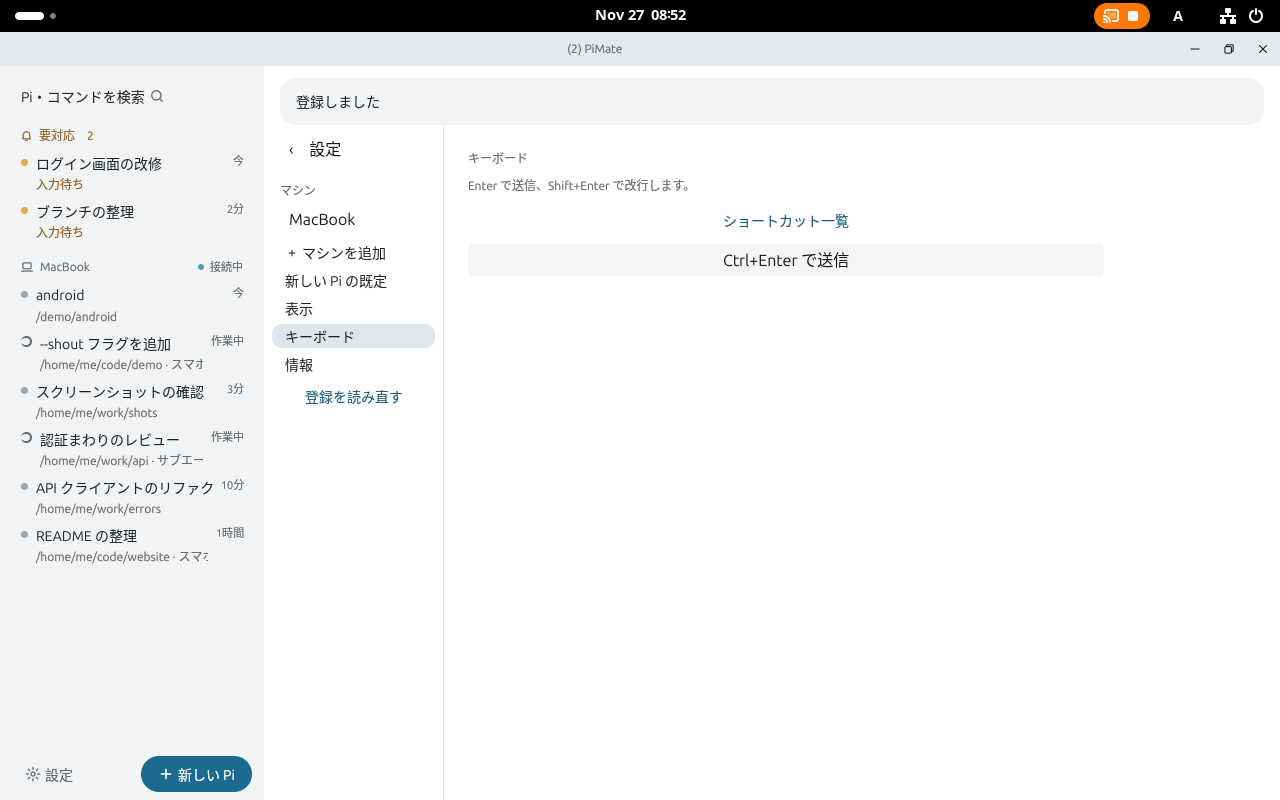 Nov 27 08:52
A
(2) PiMate
Pi・コマンドを検索
要対応 2
ログイン画面の改修 今
入力待ち
ブランチの整理 2分
入力待ち
MacBook 接続中
android 今
/demo/android
--shout フラグを追加 作業中
/home/me/code/demo · スマホ
スクリーンショットの確認 3分
/home/me/work/shots
認証まわりのレビュー 作業中
/home/me/work/api · サブエー
API クライアントのリファク 10分
/home/me/work/errors
README の整理 1時間
/home/me/code/website · スマ
設定
+ 新しい Pi
登録しました
‹ 設定
マシン
MacBook
+ マシンを追加
新しい Pi の既定
表示
キーボード
情報
登録を読み直す
キーボード
Enter で送信、Shift+Enter で改行します。
ショートカット一覧
Ctrl+Enter で送信